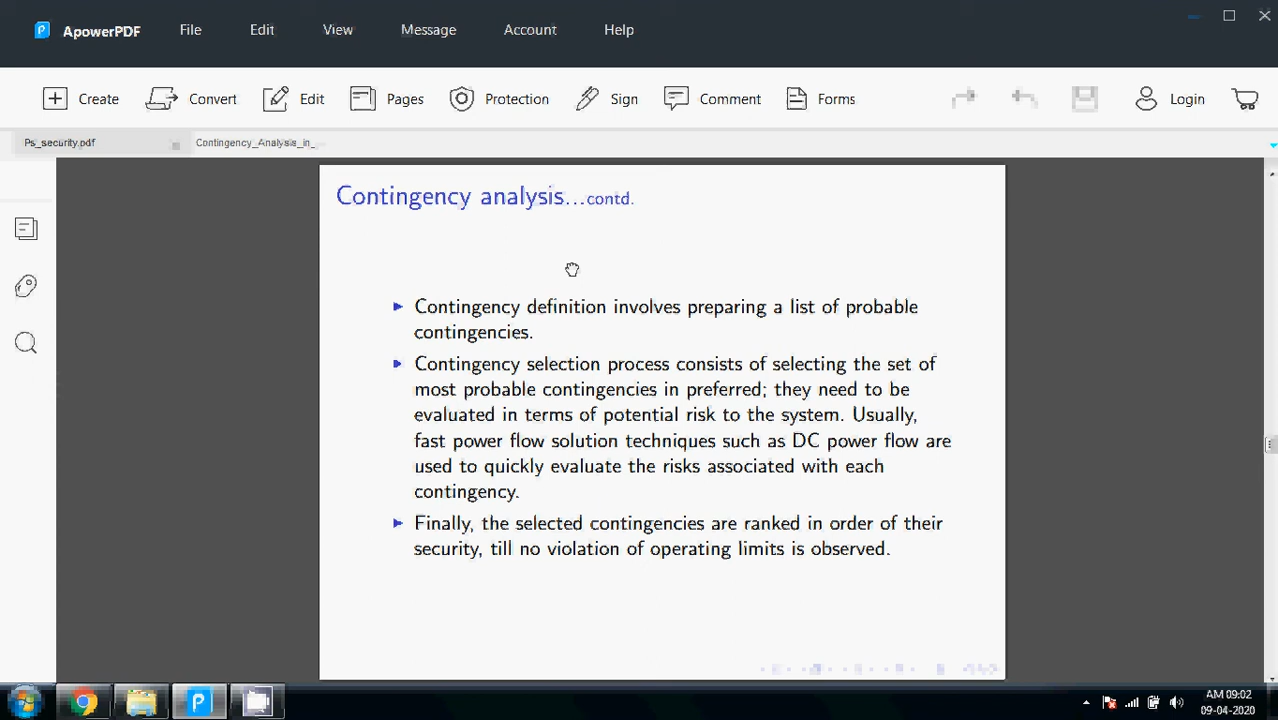 ApowerPDF File Edit View Message Account Help
Create Convert Edit Pages Protection Sign Comment Forms Login
Ps_security.pdf Contingency_Analysis_in_
Contingency analysis...contd.
Contingency definition involves preparing a list of probable
contingencies.
Contingency selection process consists of selecting the set of
most probable contingencies in preferred; they need to be
evaluated in terms of potential risk to the system. Usually,
fast power flow solution techniques such as DC power flow are
used to quickly evaluate the risks associated with each
contingency.
Finally, the selected contingencies are ranked in order of their
security, till no violation of operating limits is observed.
AM 09:02
09-04-2020